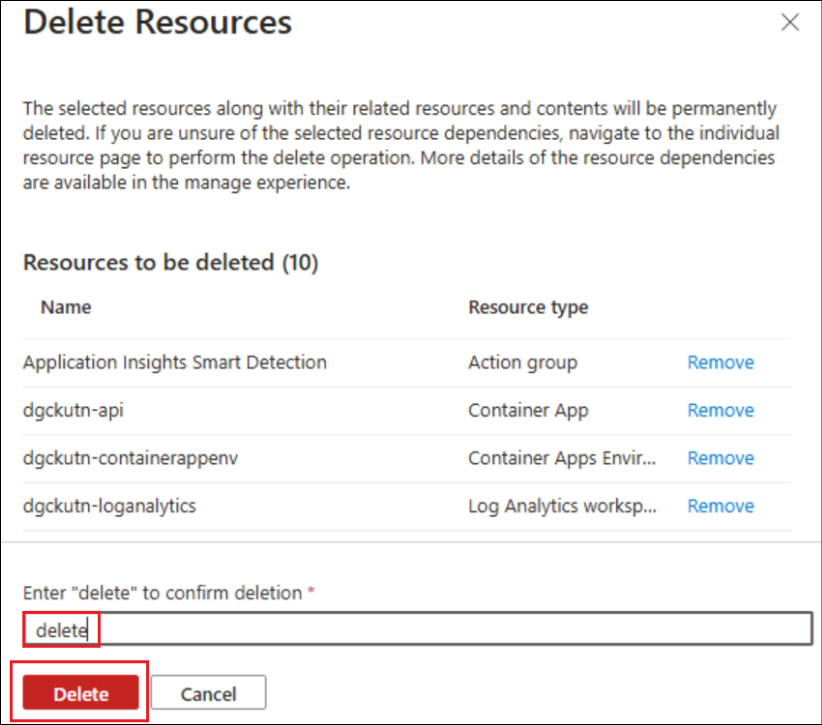 Delete Resources
The selected resources along with their related resources and contents will be permanently
deleted. If you are unsure of the selected resource dependencies, navigate to the individual
resource page to perform the delete operation. More details of the resource dependencies
are available in the manage experience.
Resources to be deleted (10)
Name Resource type
Application Insights Smart Detection Action group Remove
dgckutn-api Container App Remove
dgckutn-containerappenv Container Apps Envir... Remove
dgckutn-loganalytics Log Analytics worksp... Remove
Enter "delete" to confirm deletion *
delete
Delete Cancel